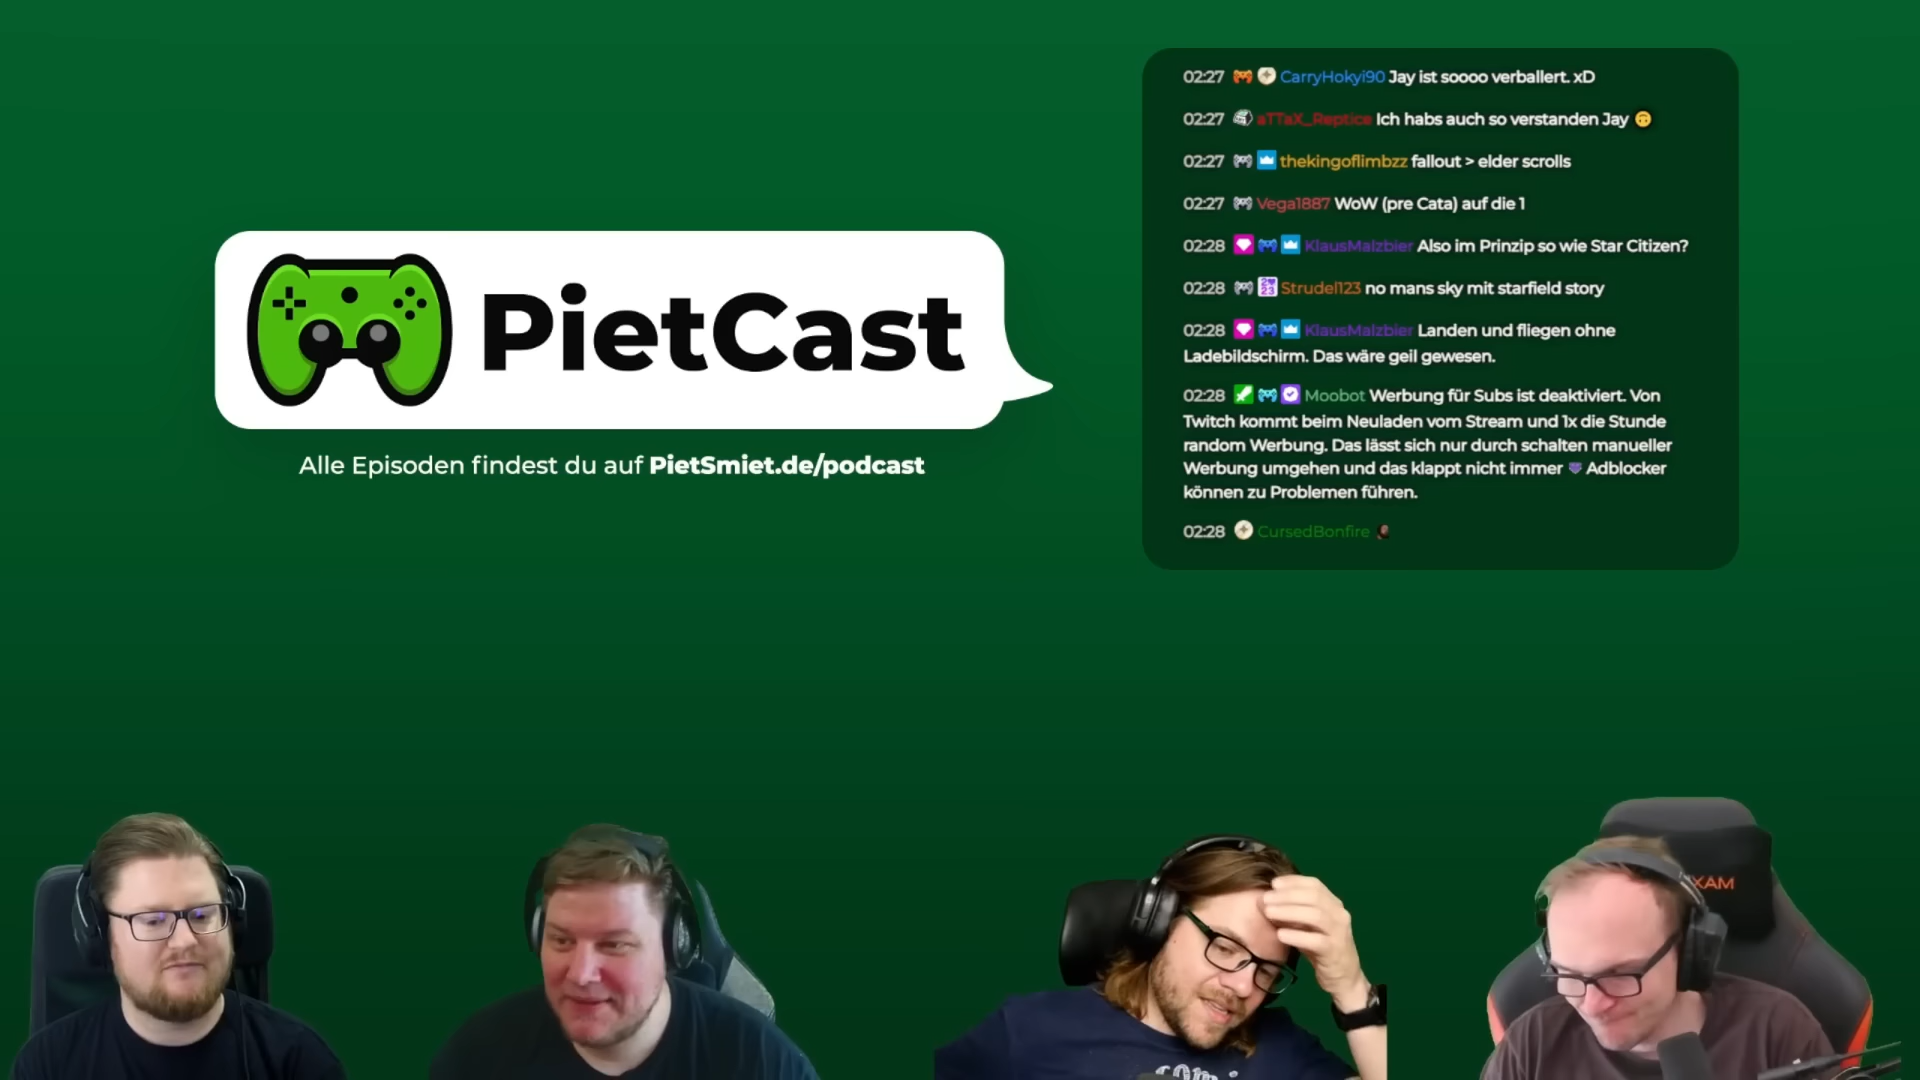 PietCast
Alle Episoden findest du auf PietSmiet.de/podcast
02:27 CarryHokyi90 Jay ist soooo verballert. xD
02:27 aTTaX_Reptice Ich habs auch so verstanden Jay
02:27 thekingoflimbzz fallout > elder scrolls
02:27 Vega1887 WoW (pre Cata) auf die 1
02:28 KlausMalzbier Also im Prinzip so wie Star Citizen?
02:28 Strudel123 no mans sky mit starfield story
02:28 KlausMalzbier Landen und fliegen ohne
Ladebildschirm. Das wäre geil gewesen.
02:28 Moobot Werbung für Subs ist deaktiviert. Von
Twitch kommt beim Neuladen vom Stream und 1x die Stunde
random Werbung. Das lässt sich nur durch schalten manueller
Werbung umgehen und das klappt nicht immer Adblocker
können zu Problemen führen.
02:28 CursedBonfire